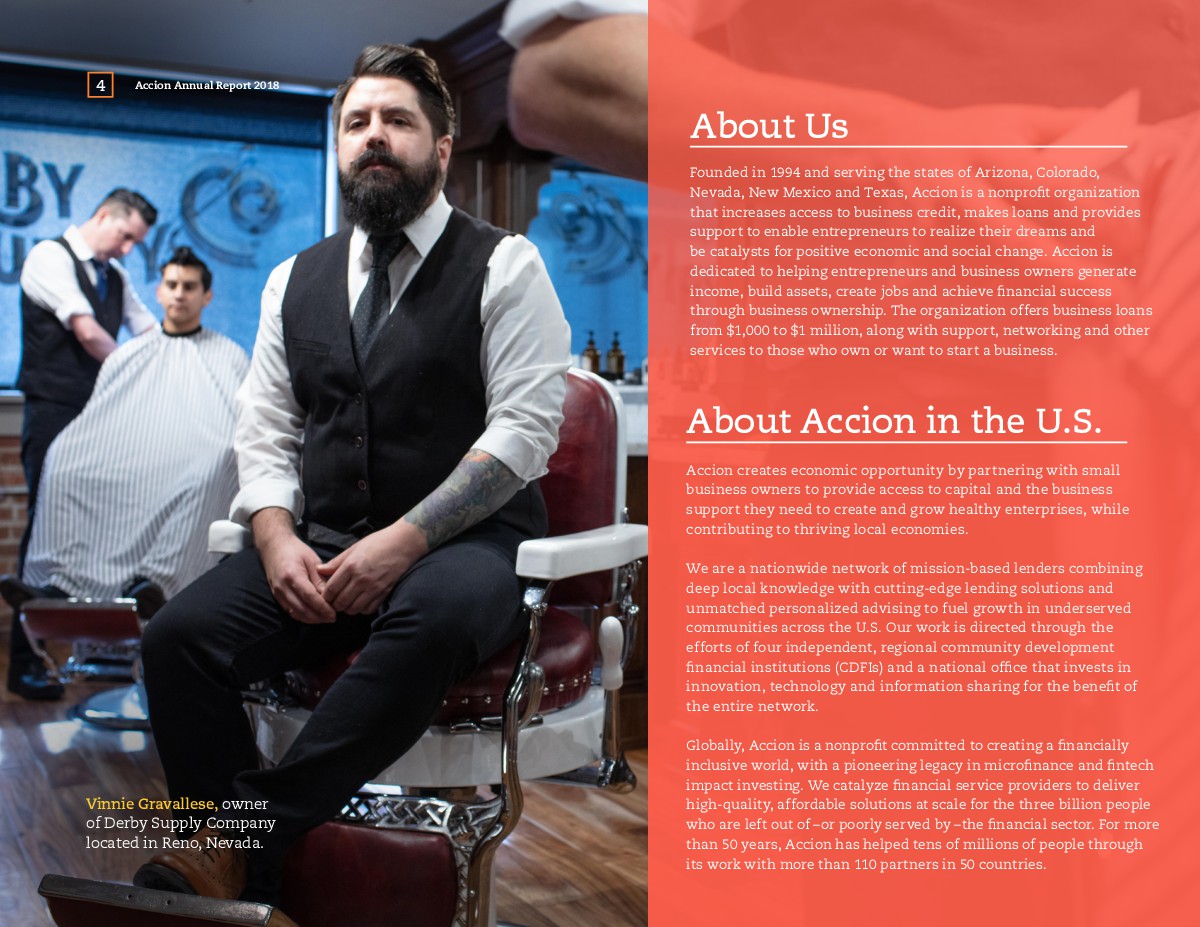 4
Accion Annual Report 2018
BY
Vinnie Gravallese, owner
of Derby Supply Company
located in Reno, Nevada.
About Us
Founded in 1994 and serving the states of Arizona, Colorado,
Nevada, New Mexico and Texas, Accion is a nonprofit organization
that increases access to business credit, makes loans and provides
support to enable entrepreneurs to realize their dreams and
be catalysts for positive economic and social change. Accion is
dedicated to helping entrepreneurs and business owners generate
income, build assets, create jobs and achieve financial success
through business ownership. The organization offers business loans
from $1,000 to $1 million, along with support, networking and other
services to those who own or want to start a business.
About Accion in the U.S.
Accion creates economic opportunity by partnering with small
business owners to provide access to capital and the business
support they need to create and grow healthy enterprises, while
contributing to thriving local economies.
We are a nationwide network of mission-based lenders combining
deep local knowledge with cutting-edge lending solutions and
unmatched personalized advising to fuel growth in underserved
communities across the U.S. Our work is directed through the
efforts of four independent, regional community development
financial institutions (CDFIs) and a national office that invests in
innovation, technology and information sharing for the benefit of
the entire network.
Globally, Accion is a nonprofit committed to creating a financially
inclusive world, with a pioneering legacy in microfinance and fintech
impact investing. We catalyze financial service providers to deliver
high-quality, affordable solutions at scale for the three billion people
who are left out of –or poorly served by –the financial sector. For more
than 50 years, Accion has helped tens of millions of people through
its work with more than 110 partners in 50 countries.